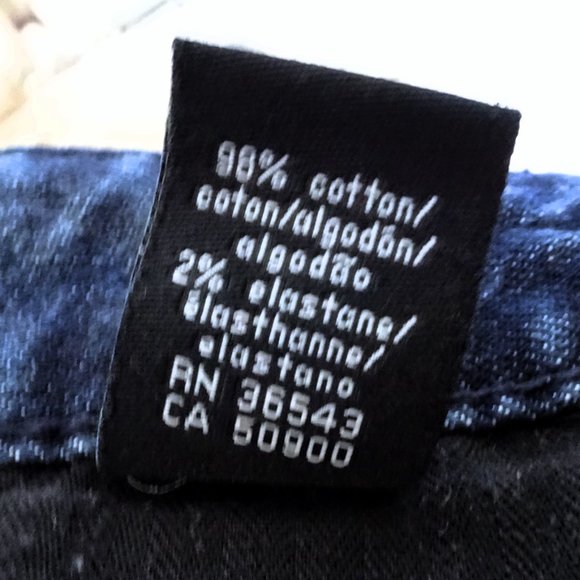 98% cotton/
coton/algodón/
algodão
2% elastane/
élasthanne/
elastano
RN 36543
CA 50900